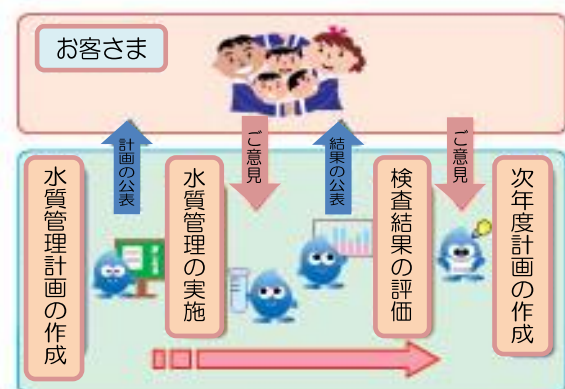 お客さま
計画の公表
ご意見
結果の公表
ご意見
水質管理計画の作成
水質管理の実施
検査結果の評価
次年度計画の作成